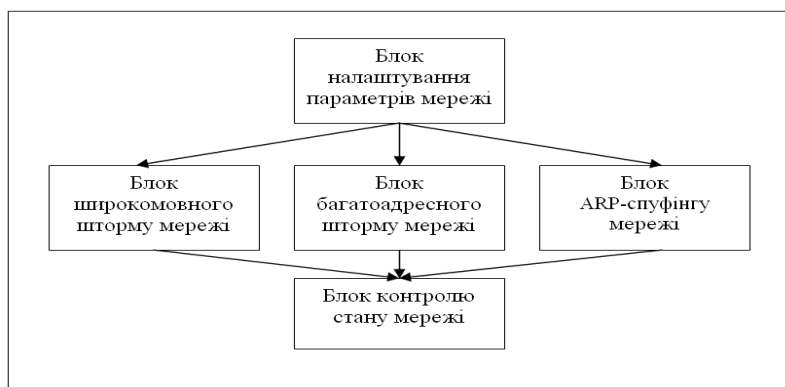 Блок
налаштування
параметрів мережі
Блок
широкомовного
шторму мережі
Блок
багатоадресного
шторму мережі
Блок
ARP-спуфінгу
мережі
Блок контролю
стану мережі